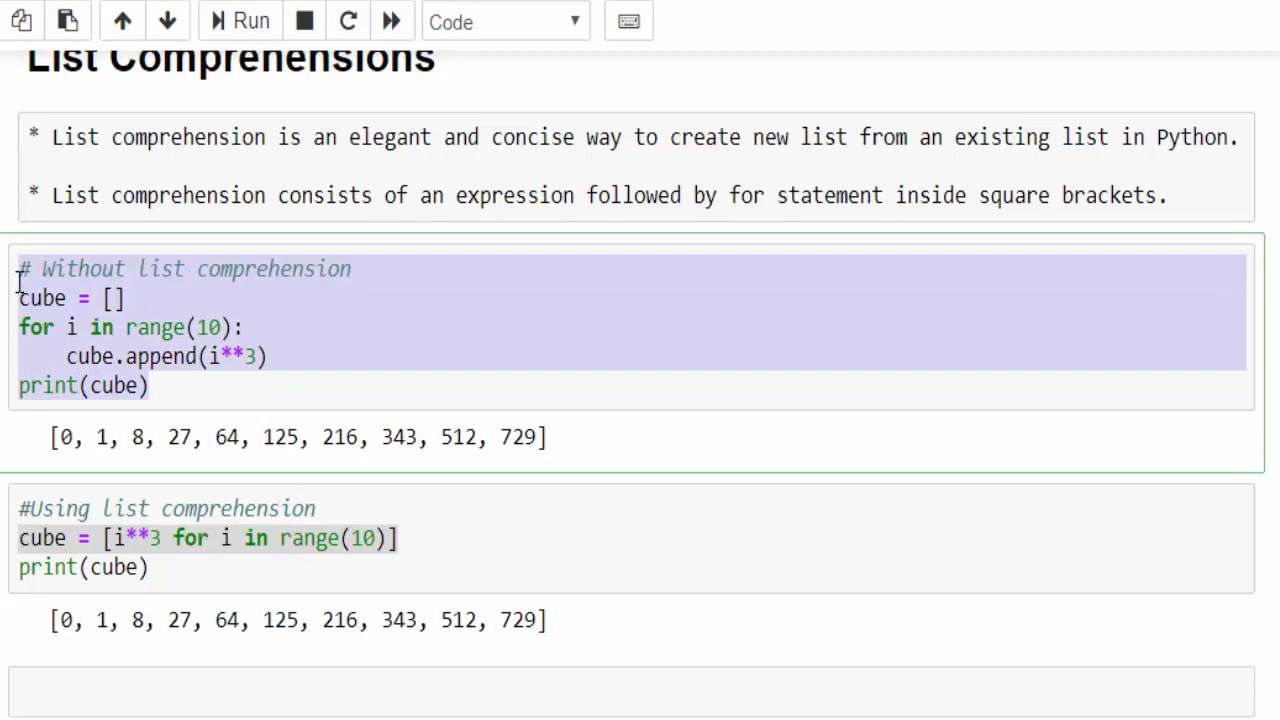 Run
Code
List Comprehensions
* List comprehension is an elegant and concise way to create new list from an existing list in Python.
* List comprehension consists of an expression followed by for statement inside square brackets.
# Without list comprehension
cube = []
for i in range(10):
    cube.append(i**3)
print(cube)
[0, 1, 8, 27, 64, 125, 216, 343, 512, 729]
#Using list comprehension
cube = [i**3 for i in range(10)]
print(cube)
[0, 1, 8, 27, 64, 125, 216, 343, 512, 729]